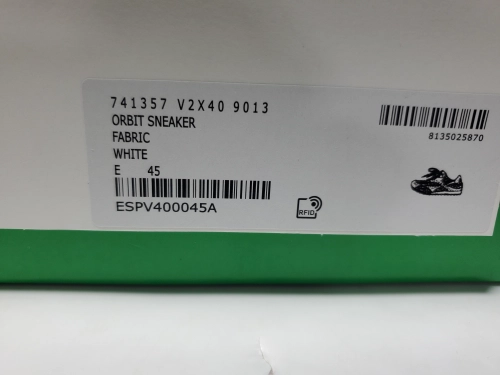 741357 V2X40 9013
ORBIT SNEAKER
FABRIC
WHITE
E 45
ESPV400045A
8135025870
RFID